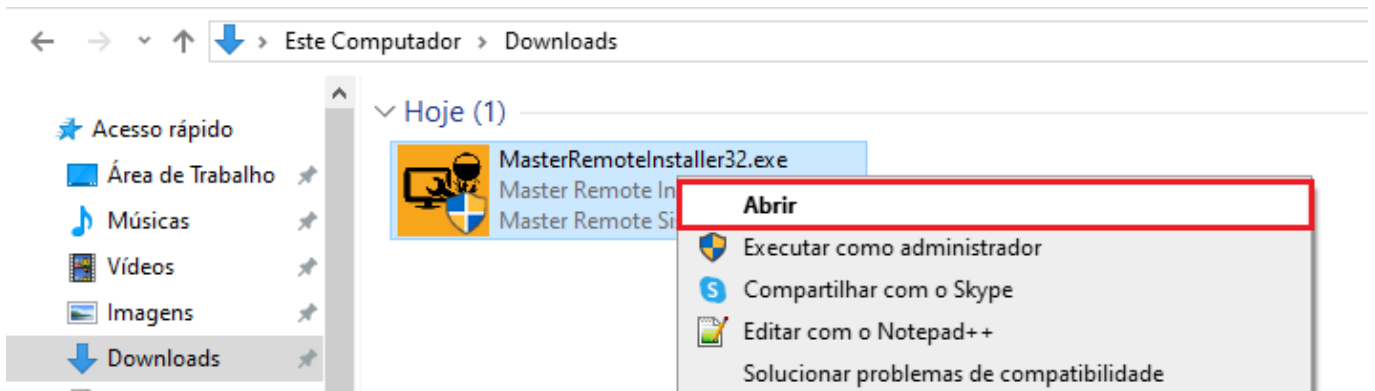 Este Computador > Downloads
Acesso rápido
Área de Trabalho
Músicas
Vídeos
Imagens
Downloads
Hoje (1)
MasterRemoteInstaller32.exe
Master Remote In
Master Remote Si
Abrir
Executar como administrador
Compartilhar com o Skype
Editar com o Notepad++
Solucionar problemas de compatibilidade